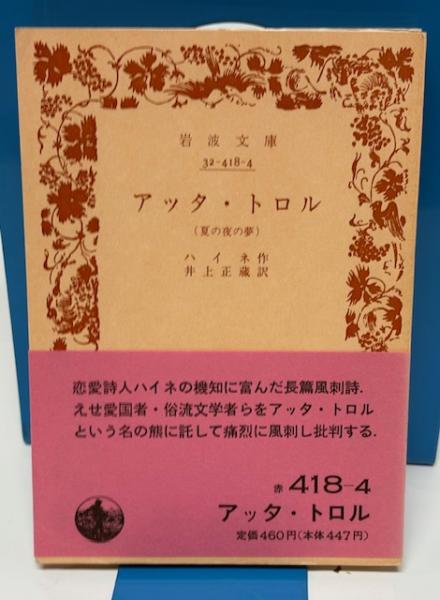 岩波文庫
32-418-4
アッタ・トロル
(夏の夜の夢)
ハイネ作
井上正蔵訳
恋愛詩人ハイネの機知に富んだ長篇風刺詩.
えせ愛国者・俗流文学者らをアッタ・トロル
という名の熊に託して痛烈に風刺し批判する.
赤 418-4
アッタ・トロル
定価460円(本体447円)